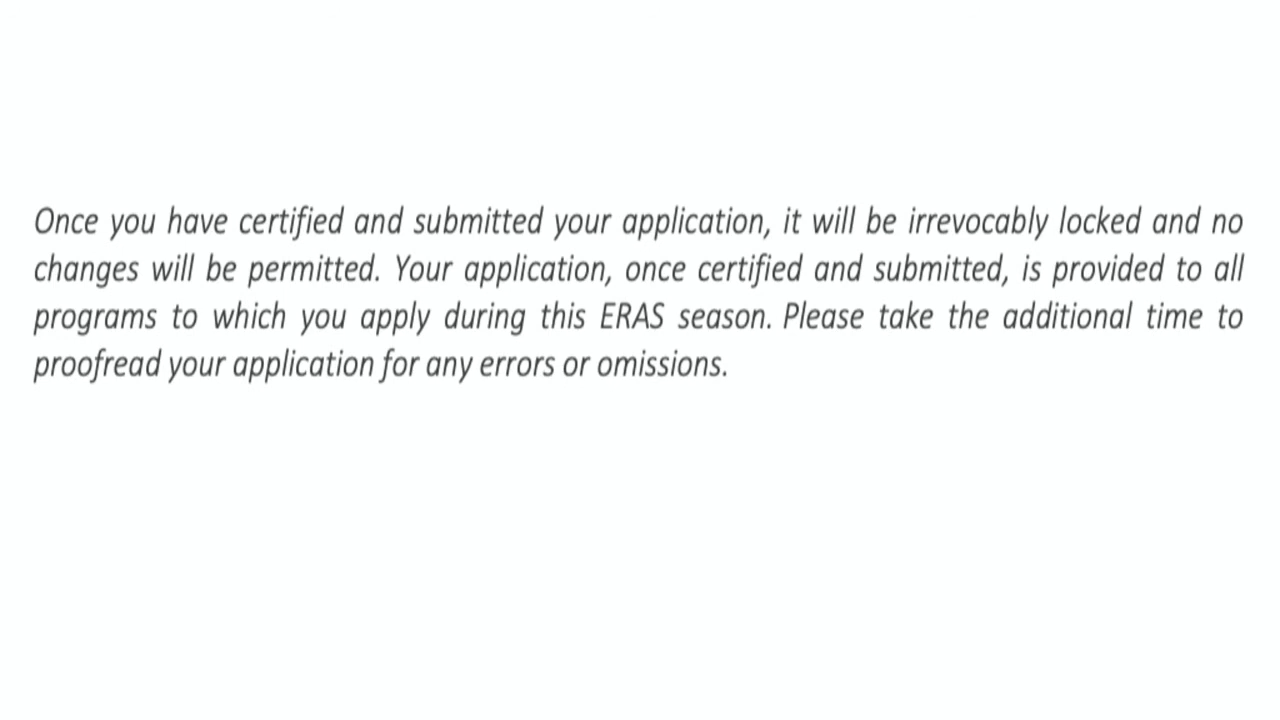 Once you have certified and submitted your application, it will be irrevocably locked and no
changes will be permitted. Your application, once certified and submitted, is provided to all
programs to which you apply during this ERAS season. Please take the additional time to
proofread your application for any errors or omissions.